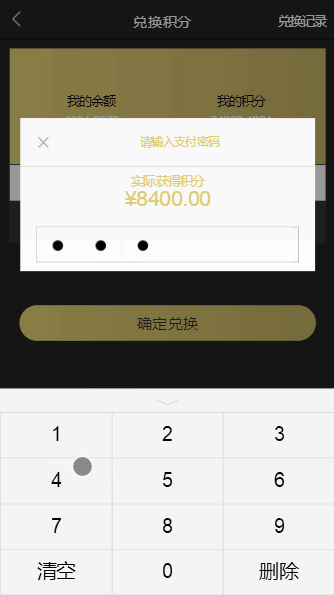 兑换积分 兑换记录
我的余额 我的积分
请输入支付密码
实际获得积分
¥8400.00
确定兑换
1 2 3
4 5 6
7 8 9
清空 0 删除